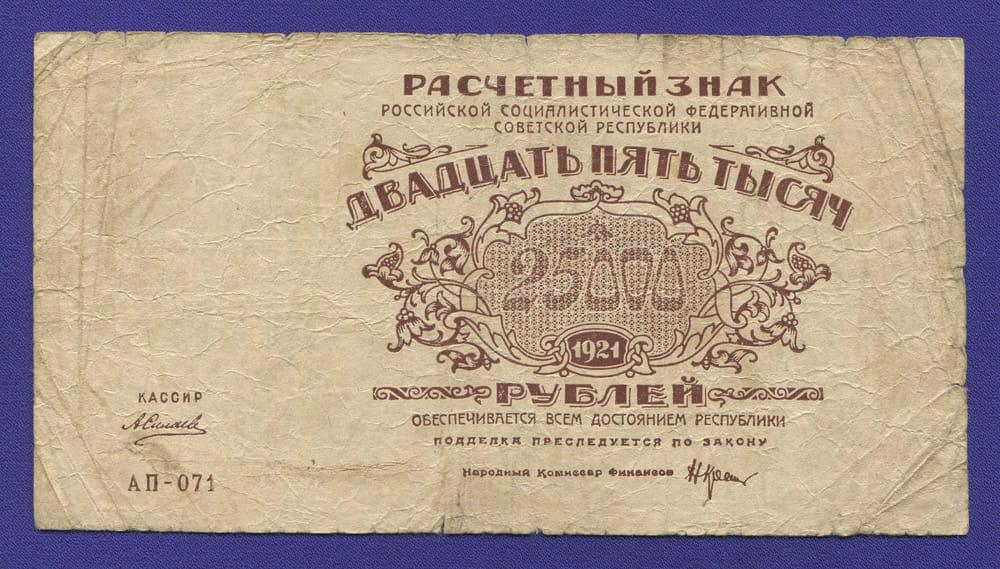 РАСЧЕТНЫЙ ЗНАК
РОССИЙСКОЙ СОЦИАЛИСТИЧЕСКОЙ ФЕДЕРАТИВНОЙ
СОВЕТСКОЙ РЕСПУБЛИКИ
ДВАДЦАТЬ ПЯТЬ ТЫСЯЧ
25000
1921
РУБЛЕЙ
ОБЕСПЕЧИВАЕТСЯ ВСЕМ ДОСТОЯНИЕМ РЕСПУБЛИКИ
ПОДДЕЛКА ПРЕСЛЕДУЕТСЯ ПО ЗАКОНУ
Народный Комиссар Финансов
КАССИР
АП-071